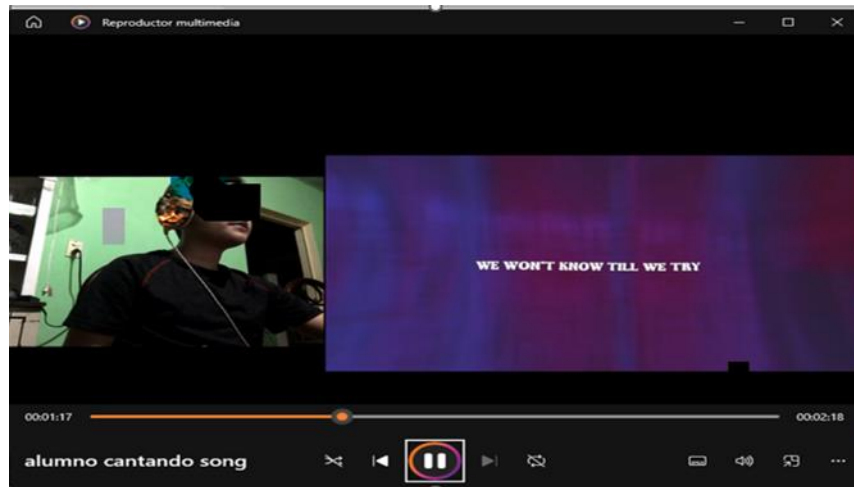 Reproductor multimedia
WE WON'T KNOW TILL WE TRY
00:01:17
00:02:18
alumno cantando song